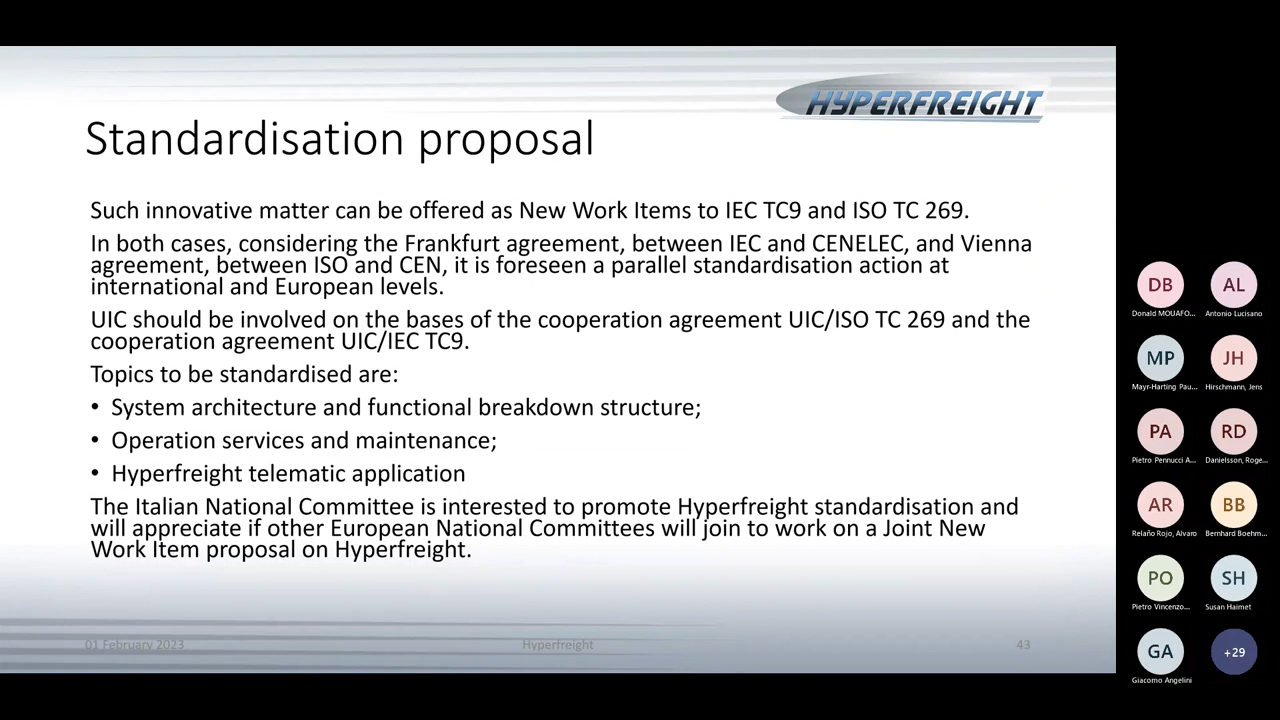 HYPERFREIGHT
Standardisation proposal
Such innovative matter can be offered as New Work Items to IEC TC9 and ISO TC 269.
In both cases, considering the Frankfurt agreement, between IEC and CENELEC, and Vienna
agreement, between ISO and CEN, it is foreseen a parallel standardisation action at
international and European levels.
UIC should be involved on the bases of the cooperation agreement UIC/ISO TC 269 and the
cooperation agreement UIC/IEC TC9.
Topics to be standardised are:
• System architecture and functional breakdown structure;
• Operation services and maintenance;
• Hyperfreight telematic application
The Italian National Committee is interested to promote Hyperfreight standardisation and
will appreciate if other European National Committees will join to work on a Joint New
Work Item proposal on Hyperfreight.
01 February 2023 Hyperfreight 43
DB AL
Donald MOUAFO... Antonio Lucisano
MP JH
Mayr-Harting Pau... Hirschmann, Jens
PA RD
Pietro Pennucci A... Danielsson, Roge...
AR BB
Relaño Rojo, Alvaro Bernhard Boehm...
PO SH
Pietro Vincenzo... Susan Haimet
GA +29
Giacomo Angelini